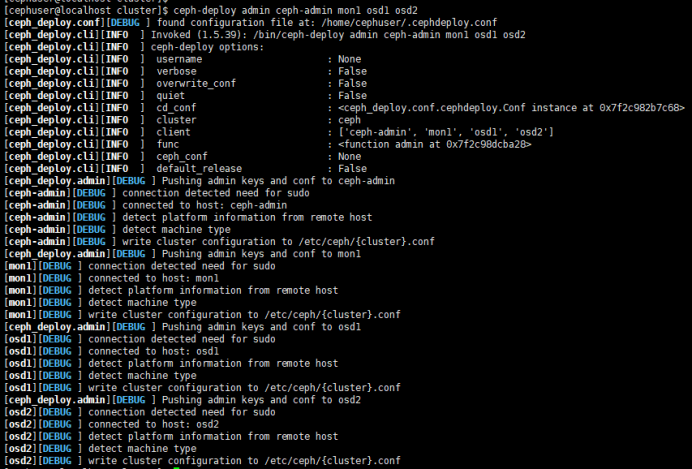 [cephuser@localhost cluster]$
[cephuser@localhost cluster]$ ceph-deploy admin ceph-admin mon1 osd1 osd2
[ceph_deploy.conf][DEBUG ] found configuration file at: /home/cephuser/.cephdeploy.conf
[ceph_deploy.cli][INFO  ] Invoked (1.5.39): /bin/ceph-deploy admin ceph-admin mon1 osd1 osd2
[ceph_deploy.cli][INFO  ] ceph-deploy options:
[ceph_deploy.cli][INFO  ]  username                      : None
[ceph_deploy.cli][INFO  ]  verbose                       : False
[ceph_deploy.cli][INFO  ]  overwrite_conf                : False
[ceph_deploy.cli][INFO  ]  quiet                         : False
[ceph_deploy.cli][INFO  ]  cd_conf                       : <ceph_deploy.conf.cephdeploy.Conf instance at 0x7f2c982b7c68>
[ceph_deploy.cli][INFO  ]  cluster                       : ceph
[ceph_deploy.cli][INFO  ]  client                        : ['ceph-admin', 'mon1', 'osd1', 'osd2']
[ceph_deploy.cli][INFO  ]  func                          : <function admin at 0x7f2c98dcba28>
[ceph_deploy.cli][INFO  ]  ceph_conf                     : None
[ceph_deploy.cli][INFO  ]  default_release               : False
[ceph_deploy.admin][DEBUG ] Pushing admin keys and conf to ceph-admin
[ceph-admin][DEBUG ] connection detected need for sudo
[ceph-admin][DEBUG ] connected to host: ceph-admin
[ceph-admin][DEBUG ] detect platform information from remote host
[ceph-admin][DEBUG ] detect machine type
[ceph-admin][DEBUG ] write cluster configuration to /etc/ceph/{cluster}.conf
[ceph_deploy.admin][DEBUG ] Pushing admin keys and conf to mon1
[mon1][DEBUG ] connection detected need for sudo
[mon1][DEBUG ] connected to host: mon1
[mon1][DEBUG ] detect platform information from remote host
[mon1][DEBUG ] detect machine type
[mon1][DEBUG ] write cluster configuration to /etc/ceph/{cluster}.conf
[ceph_deploy.admin][DEBUG ] Pushing admin keys and conf to osd1
[osd1][DEBUG ] connection detected need for sudo
[osd1][DEBUG ] connected to host: osd1
[osd1][DEBUG ] detect platform information from remote host
[osd1][DEBUG ] detect machine type
[osd1][DEBUG ] write cluster configuration to /etc/ceph/{cluster}.conf
[ceph_deploy.admin][DEBUG ] Pushing admin keys and conf to osd2
[osd2][DEBUG ] connection detected need for sudo
[osd2][DEBUG ] connected to host: osd2
[osd2][DEBUG ] detect platform information from remote host
[osd2][DEBUG ] detect machine type
[osd2][DEBUG ] write cluster configuration to /etc/ceph/{cluster}.conf